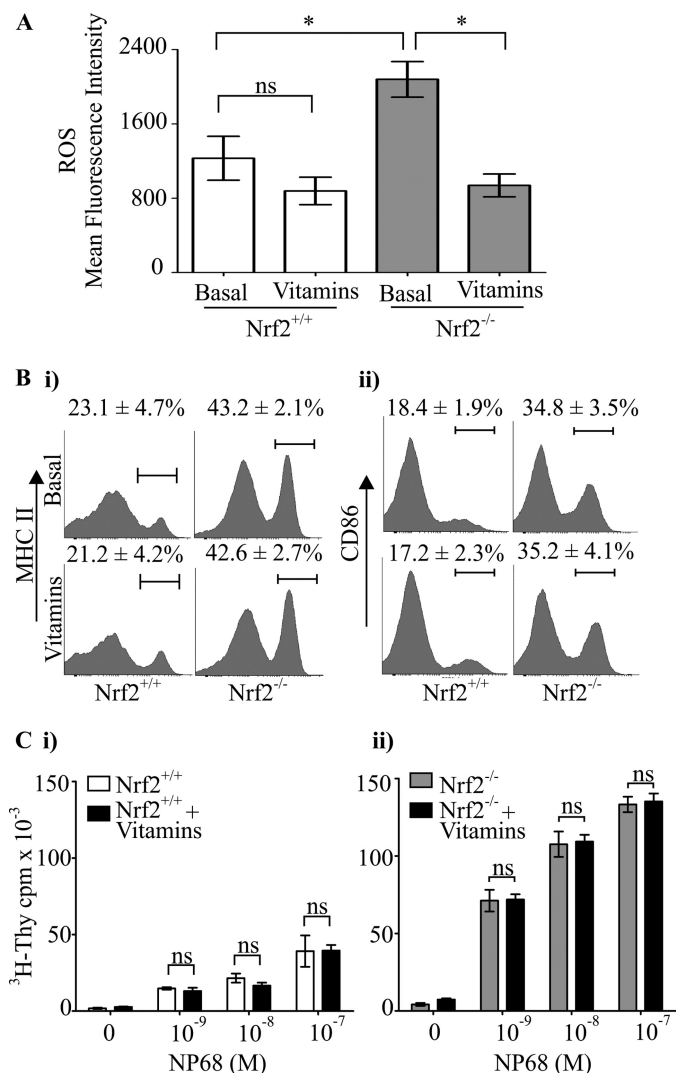 A
ROS
Mean Fluorescence Intensity
2400
1600
800
0
*
*
ns
Basal
Vitamins
Basal
Vitamins
Nrf2+/+
Nrf2-/-
B i)
ii)
23.1 ± 4.7%
43.2 ± 2.1%
18.4 ± 1.9%
34.8 ± 3.5%
MHC II
Basal
CD86
21.2 ± 4.2%
42.6 ± 2.7%
17.2 ± 2.3%
35.2 ± 4.1%
Vitamins
Nrf2+/+
Nrf2-/-
Nrf2+/+
Nrf2-/-
C i)
³H-Thy cpm x 10⁻³
150
100
50
0
Nrf2+/+
Nrf2+/+ +
Vitamins
ns
ns
ns
0
10⁻⁹
10⁻⁸
10⁻⁷
NP68 (M)
ii)
150
100
50
0
Nrf2-/-
Nrf2-/- +
Vitamins
ns
ns
ns
0
10⁻⁹
10⁻⁸
10⁻⁷
NP68 (M)